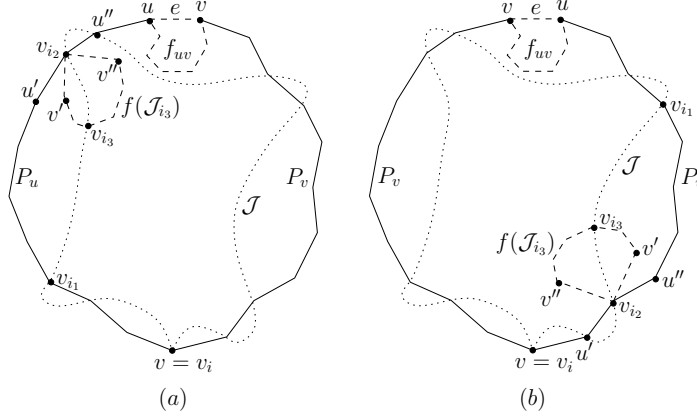 u'' u e v v e u
v_{i_2} f_{uv} f_{uv}
v''
u' v' f(\mathcal{J}_{i_3}) v_{i_1}
v_{i_3}
\mathcal{J}
P_u P_v P_v
\mathcal{J} v_{i_3}
f(\mathcal{J}_{i_3}) v'
v_{i_1} v'' u''
v_{i_2}
u'
v = v_i v = v_i
(a) (b)